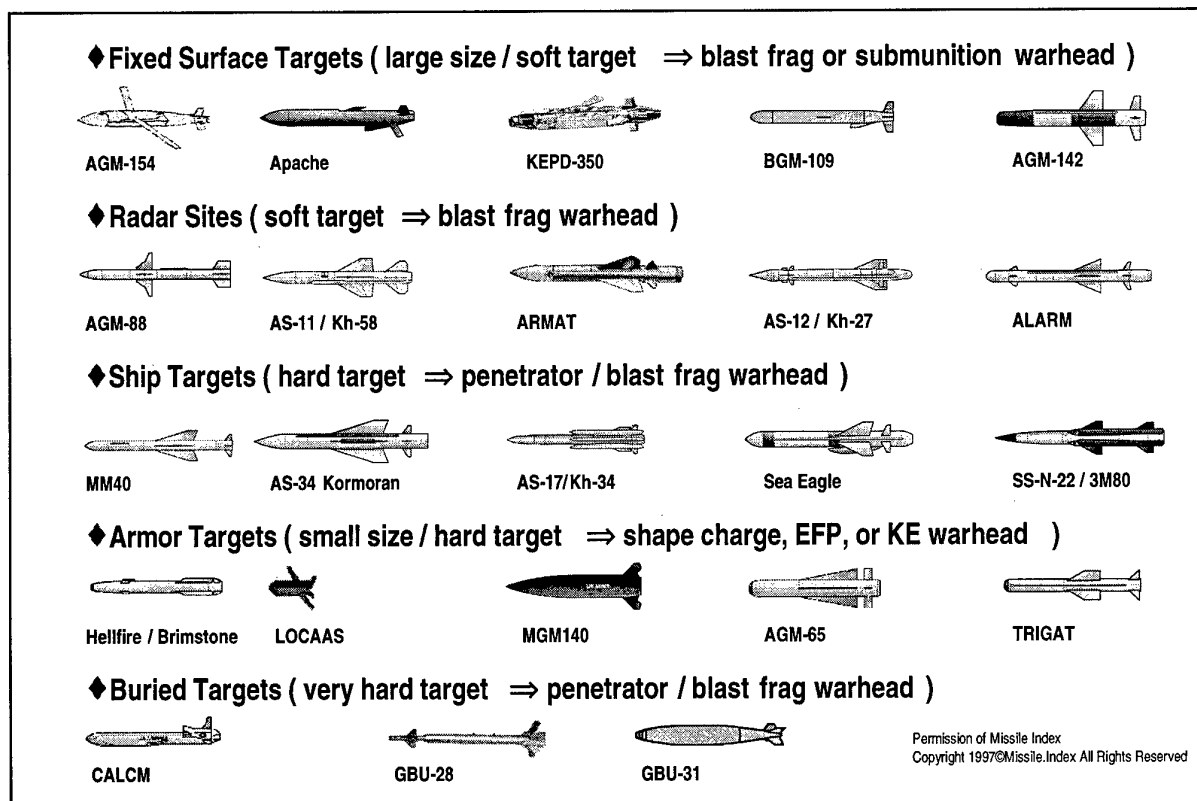 ◆Fixed Surface Targets ( large size / soft target ⇒ blast frag or submunition warhead )
AGM-154 Apache KEPD-350 BGM-109 AGM-142
◆Radar Sites ( soft target ⇒ blast frag warhead )
AGM-88 AS-11 / Kh-58 ARMAT AS-12 / Kh-27 ALARM
◆Ship Targets ( hard target ⇒ penetrator / blast frag warhead )
MM40 AS-34 Kormoran AS-17/Kh-34 Sea Eagle SS-N-22 / 3M80
◆Armor Targets ( small size / hard target ⇒ shape charge, EFP, or KE warhead )
Hellfire / Brimstone LOCAAS MGM140 AGM-65 TRIGAT
◆Buried Targets ( very hard target ⇒ penetrator / blast frag warhead )
CALCM GBU-28 GBU-31
Permission of Missile Index
Copyright 1997©Missile.Index All Rights Reserved